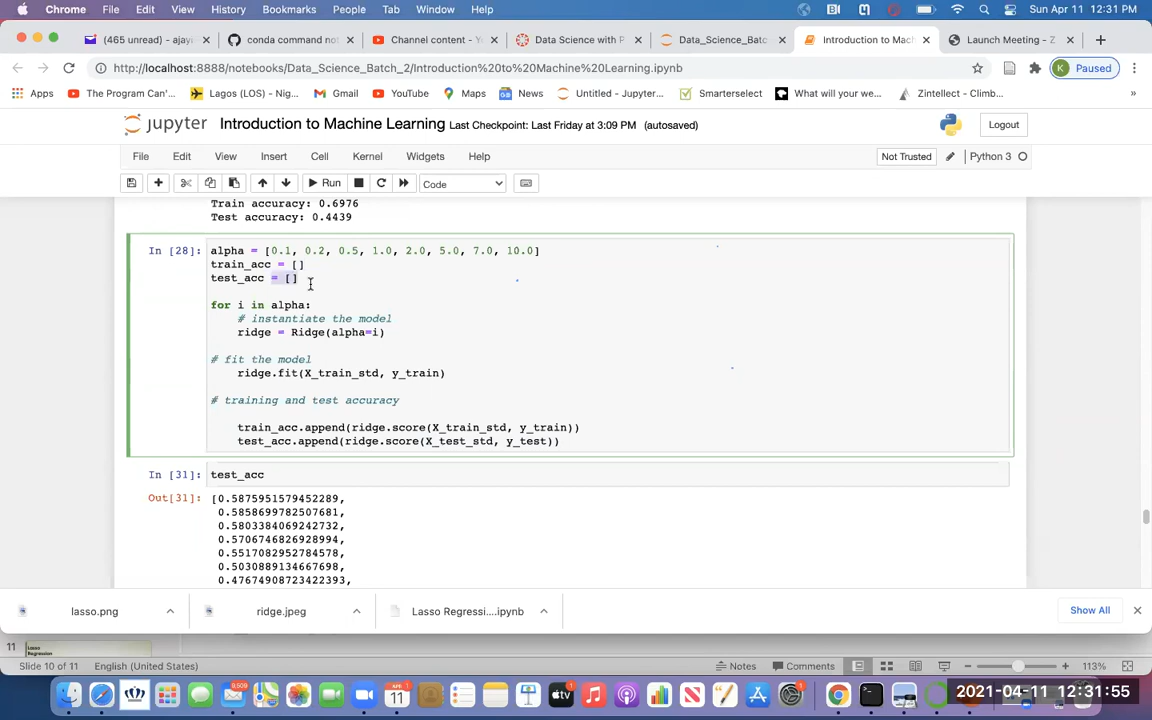 Chrome File Edit View History Bookmarks People Tab Window Help Sun Apr 11 12:31 PM
(465 unread) - ajaye × conda command no × Channel content - Y × Data Science with P × Data_Science_Batc × Introduction to Mac × Launch Meeting - Z × +
http://localhost:8888/notebooks/Data_Science_Batch_2/Introduction%20to%20Machine%20Learning.ipynb K Paused
Apps The Program Can'... Lagos (LOS) - Nig... Gmail YouTube Maps News Untitled - Jupyter... Smarterselect What will your we... Zintellect - Climb... »
jupyter Introduction to Machine Learning Last Checkpoint: Last Friday at 3:09 PM (autosaved) Logout
File Edit View Insert Cell Kernel Widgets Help Not Trusted Python 3
Run Code
Train accuracy: 0.6976
Test accuracy: 0.4439
In [28]: alpha = [0.1, 0.2, 0.5, 1.0, 2.0, 5.0, 7.0, 10.0]
train_acc = []
test_acc = []
for i in alpha:
# instantiate the model
ridge = Ridge(alpha=i)
# fit the model
ridge.fit(X_train_std, y_train)
# training and test accuracy
train_acc.append(ridge.score(X_train_std, y_train))
test_acc.append(ridge.score(X_test_std, y_test))
In [31]: test_acc
Out[31]: [0.5875951579452289,
0.5858699782507681,
0.5803384069242732,
0.5706746826928994,
0.5517082952784578,
0.5030889134667698,
0.47674908723422393,
lasso.png ridge.jpeg Lasso Regressi....ipynb Show All ×
11 Lasso
Regression
Slide 10 of 11 English (United States) Notes Comments 113%
9,509 11 tv 2021-04-11 12:31:55